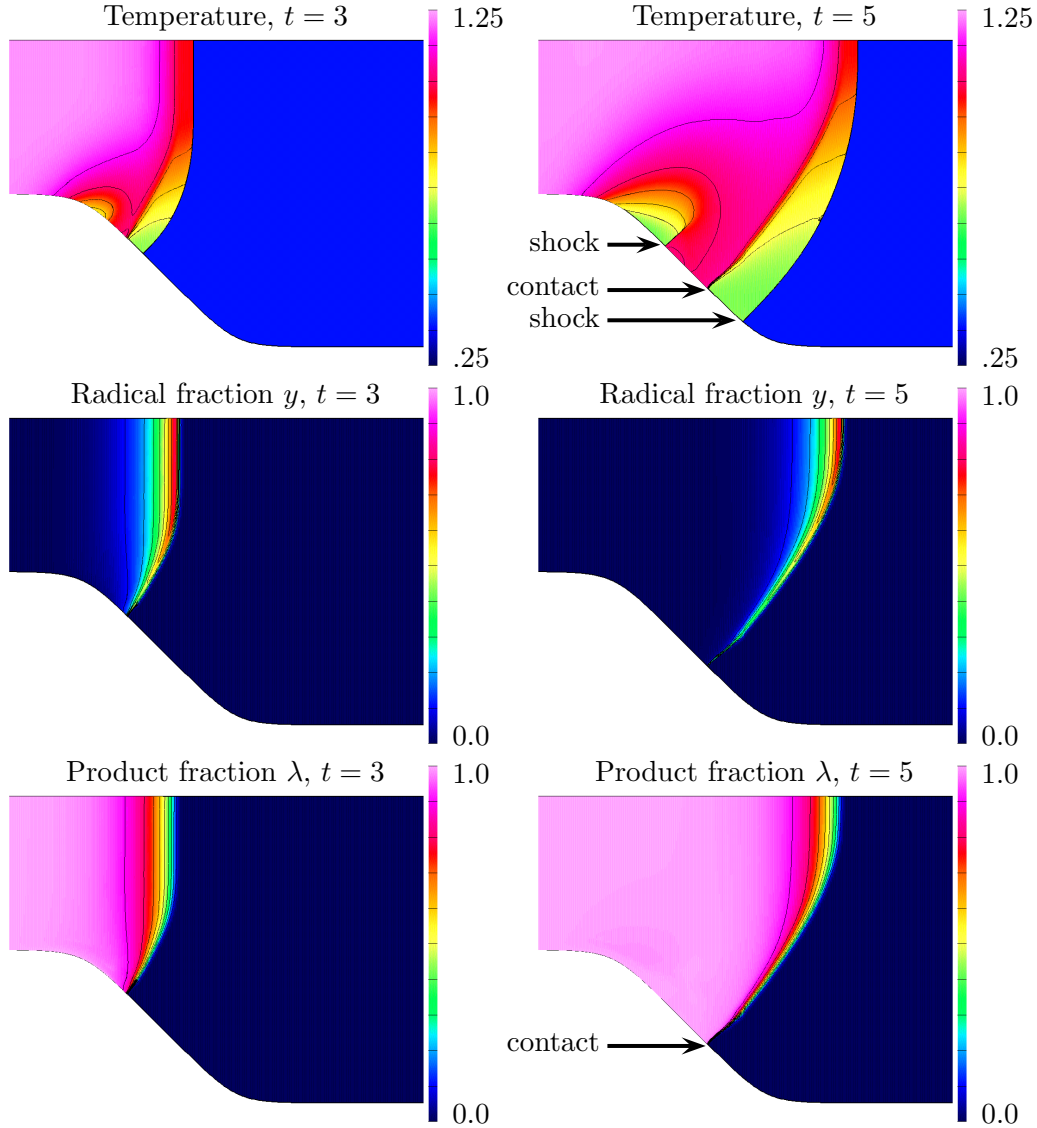 Temperature, t = 3
1.25
.25
Temperature, t = 5
1.25
shock
contact
shock
.25
Radical fraction y, t = 3
1.0
0.0
Radical fraction y, t = 5
1.0
0.0
Product fraction λ, t = 3
1.0
0.0
Product fraction λ, t = 5
1.0
contact
0.0